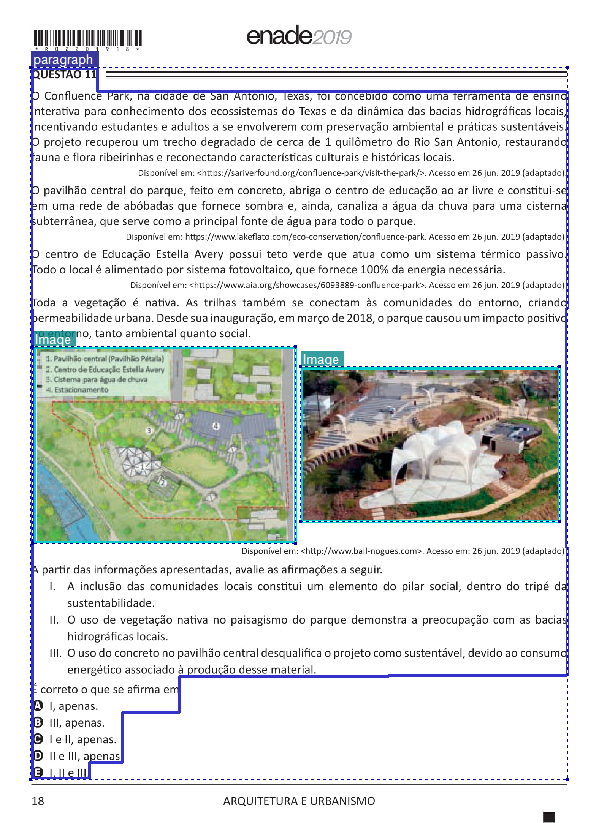 enade2019
*R0220191 8*
paragraph
QUESTÃO 11
O Confluence Park, na cidade de San Antonio, Texas, foi concebido como uma ferramenta de ensino
interativa para conhecimento dos ecossistemas do Texas e da dinâmica das bacias hidrográficas locais,
incentivando estudantes e adultos a se envolverem com preservação ambiental e práticas sustentáveis.
O projeto recuperou um trecho degradado de cerca de 1 quilômetro do Rio San Antonio, restaurando
fauna e flora ribeirinhas e reconectando características culturais e históricas locais.
Disponível em: <https://sariverfound.org/confluence-park/visit-the-park/>. Acesso em 26 jun. 2019 (adaptado).
O pavilhão central do parque, feito em concreto, abriga o centro de educação ao ar livre e constitui-se
em uma rede de abóbadas que fornece sombra e, ainda, canaliza a água da chuva para uma cisterna
subterrânea, que serve como a principal fonte de água para todo o parque.
Disponível em: https://www.lakeflato.com/eco-conservation/confluence-park. Acesso em 26 jun. 2019 (adaptado).
O centro de Educação Estella Avery possui teto verde que atua como um sistema térmico passivo.
Todo o local é alimentado por sistema fotovoltaico, que fornece 100% da energia necessária.
Disponível em: <https://www.aia.org/showcases/6093889-confluence-park>. Acesso em 26 jun. 2019 (adaptado).
Toda a vegetação é nativa. As trilhas também se conectam às comunidades do entorno, criando
permeabilidade urbana. Desde sua inauguração, em março de 2018, o parque causou um impacto positivo
no entorno, tanto ambiental quanto social.
Image
Image
1. Pavilhão central (Pavilhão Pétala)
2. Centro de Educação Estella Avery
3. Cisterna para água de chuva
4. Estacionamento
3
4
1
2
Disponível em: <http://www.ball-nogues.com>. Acesso em: 26 jun. 2019 (adaptado).
A partir das informações apresentadas, avalie as afirmações a seguir.
I. A inclusão das comunidades locais constitui um elemento do pilar social, dentro do tripé da
sustentabilidade.
II. O uso de vegetação nativa no paisagismo do parque demonstra a preocupação com as bacias
hidrográficas locais.
III. O uso do concreto no pavilhão central desqualifica o projeto como sustentável, devido ao consumo
energético associado à produção desse material.
É correto o que se afirma em
A I, apenas.
B III, apenas.
C I e II, apenas.
D II e III, apenas.
E I, II e III.
18
ARQUITETURA E URBANISMO